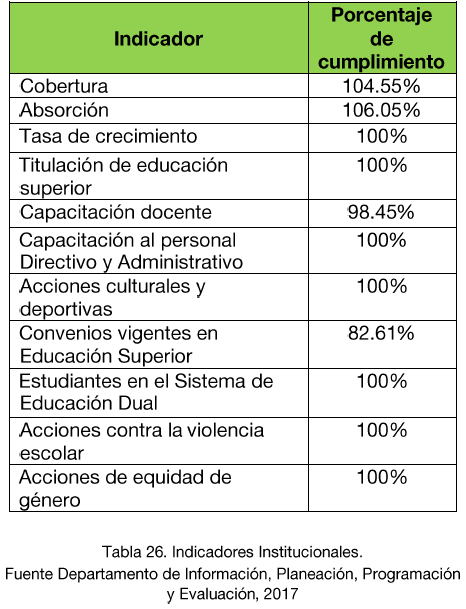 Indicador
Porcentaje
de
cumplimiento
Cobertura
104.55%
Absorción
106.05%
Tasa de crecimiento
100%
Titulación de educación
superior
100%
Capacitación docente
98.45%
Capacitación al personal
Directivo y Administrativo
100%
Acciones culturales y
deportivas
100%
Convenios vigentes en
Educación Superior
82.61%
Estudiantes en el Sistema de
Educación Dual
100%
Acciones contra la violencia
escolar
100%
Acciones de equidad de
género
100%
Tabla 26. Indicadores Institucionales.
Fuente Departamento de Información, Planeación, Programación
y Evaluación, 2017